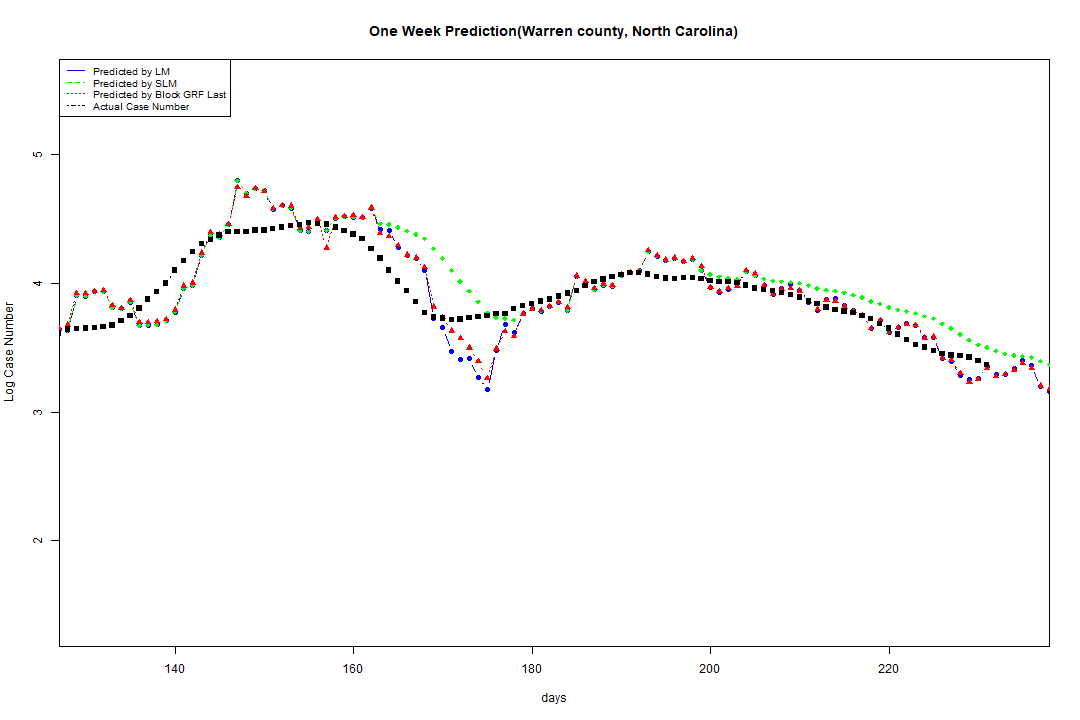 One Week Prediction(Warren county, North Carolina)
Predicted by LM
Predicted by SLM
Predicted by Block GRF Last
Actual Case Number
5
4
3
2
Log Case Number
140 160 180 200 220
days